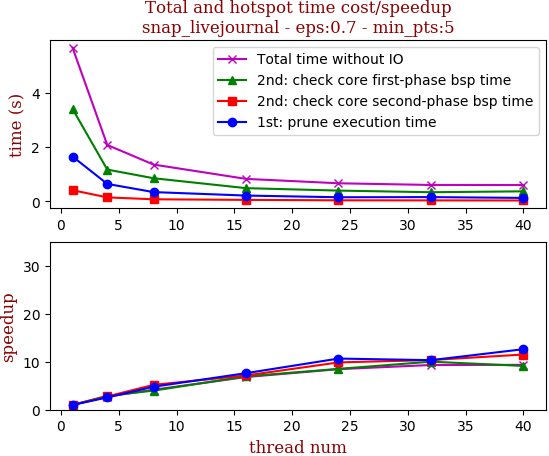 Total and hotspot time cost/speedup
snap_livejournal - eps:0.7 - min_pts:5
Total time without IO
2nd: check core first-phase bsp time
2nd: check core second-phase bsp time
1st: prune execution time
time (s)
4
2
0
0 5 10 15 20 25 30 35 40
speedup
30
20
10
0
0 5 10 15 20 25 30 35 40
thread num